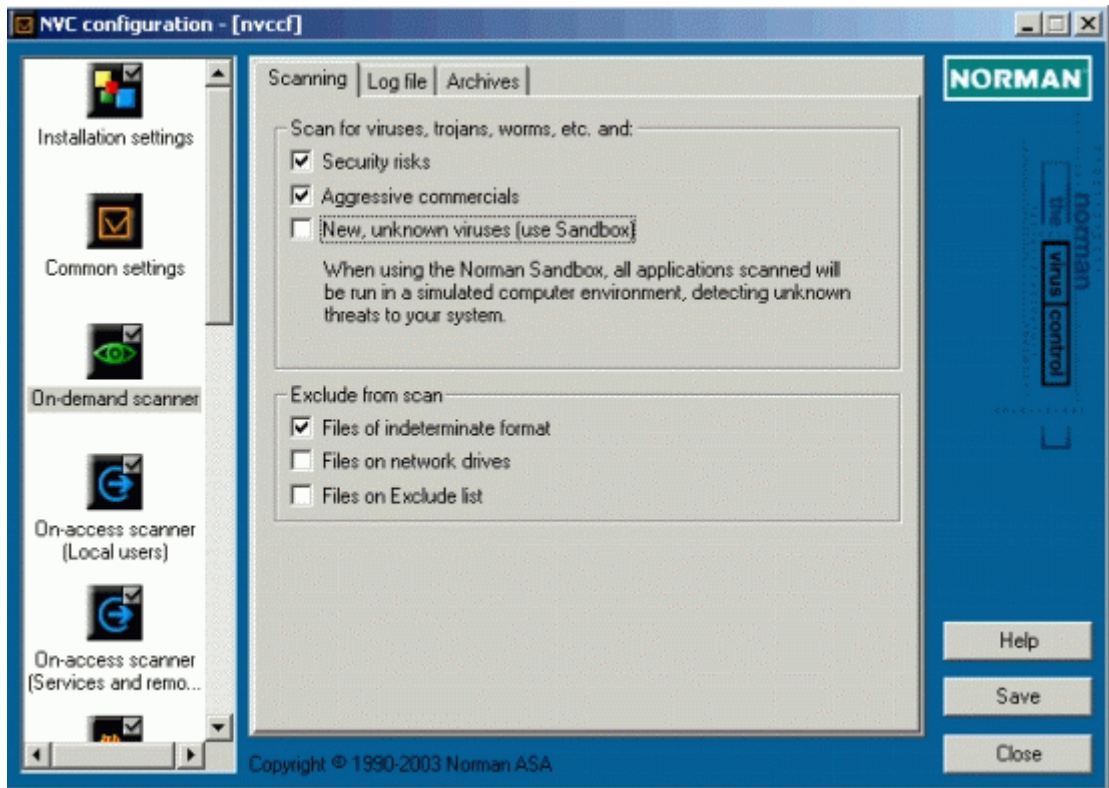 NVC configuration - [nvccf]
Installation settings
Common settings
On-demand scanner
On-access scanner
(Local users)
On-access scanner
(Services and remo...
Scanning
Log file
Archives
Scan for viruses, trojans, worms, etc. and:
Security risks
Aggressive commercials
New, unknown viruses (use Sandbox)
When using the Norman Sandbox, all applications scanned will
be run in a simulated computer environment, detecting unknown
threats to your system.
Exclude from scan
Files of indeterminate format
Files on network drives
Files on Exclude list
Copyright © 1990-2003 Norman ASA
NORMAN
norman
the virus control
Help
Save
Close